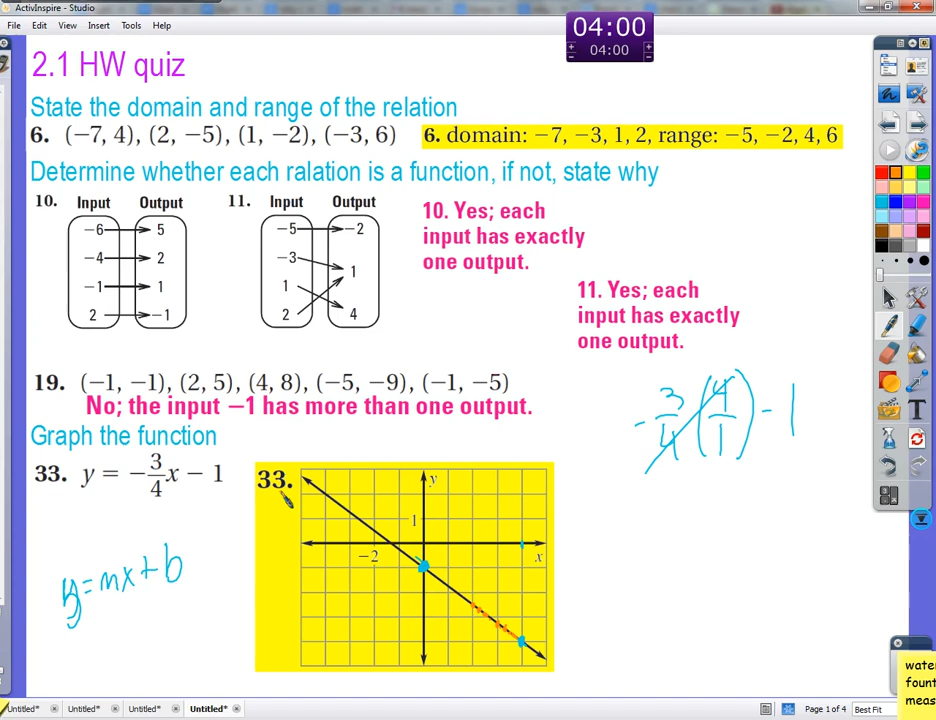 ActivInspire - Studio
File Edit View Insert Tools Help
04:00
04:00
2.1 HW quiz
State the domain and range of the relation
6. (−7, 4), (2, −5), (1, −2), (−3, 6)
6. domain: −7, −3, 1, 2, range: −5, −2, 4, 6
Determine whether each ralation is a function, if not, state why
10. Input Output
−6 5
−4 2
−1 1
2 −1
11. Input Output
−5 −2
−3 1
1 4
2
10. Yes; each
input has exactly
one output.
11. Yes; each
input has exactly
one output.
19. (−1, −1), (2, 5), (4, 8), (−5, −9), (−1, −5)
No; the input −1 has more than one output.
Graph the function
33. y = −3/4x − 1
33.
y
1
−2
x
y=mx+b
- 3/4 (4/1) - 1
wate
fount
meas
Untitled* Untitled* Untitled* Untitled*
Page 1 of 4 Best Fit